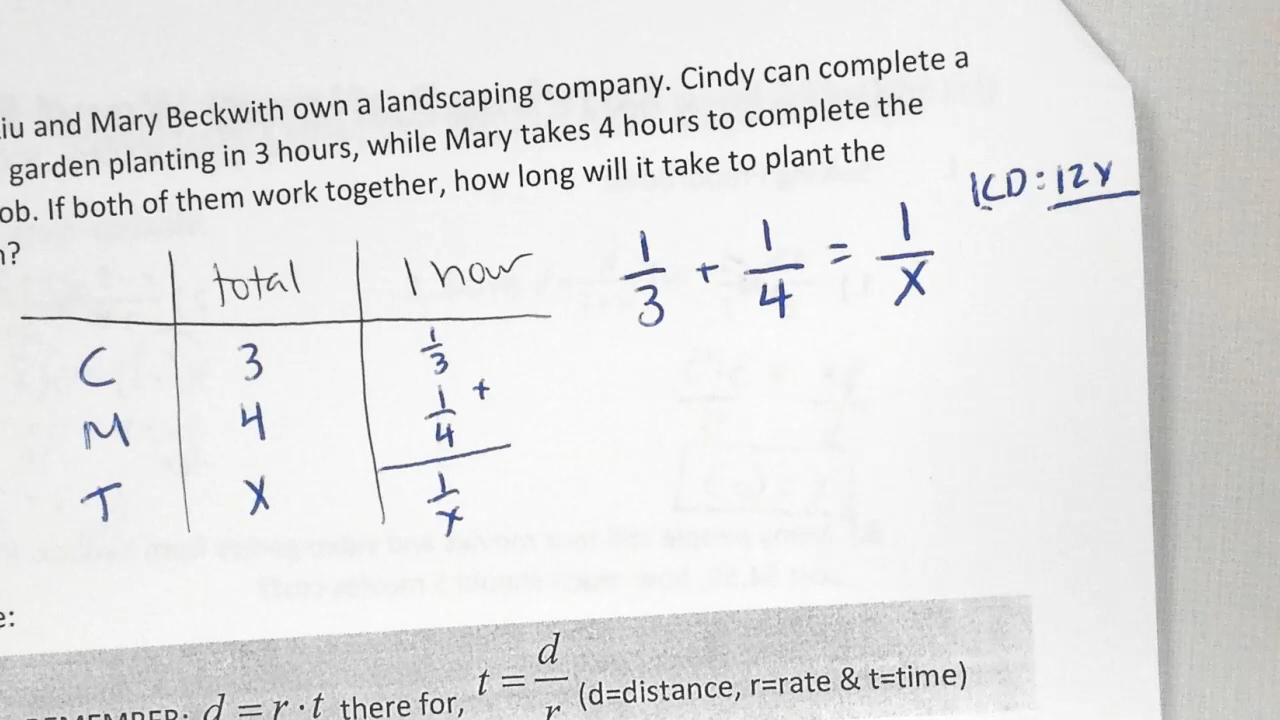 iu and Mary Beckwith own a landscaping company. Cindy can complete a
garden planting in 3 hours, while Mary takes 4 hours to complete the
ob. If both of them work together, how long will it take to plant the
n?
LCD: 12x
1/3 + 1/4 = 1/x
total 1 hour
C 3 1/3
M 4 1/4 +
T x 1/x
e:
REMEMBER: d = r · t there for, t = d/r (d=distance, r=rate & t=time)